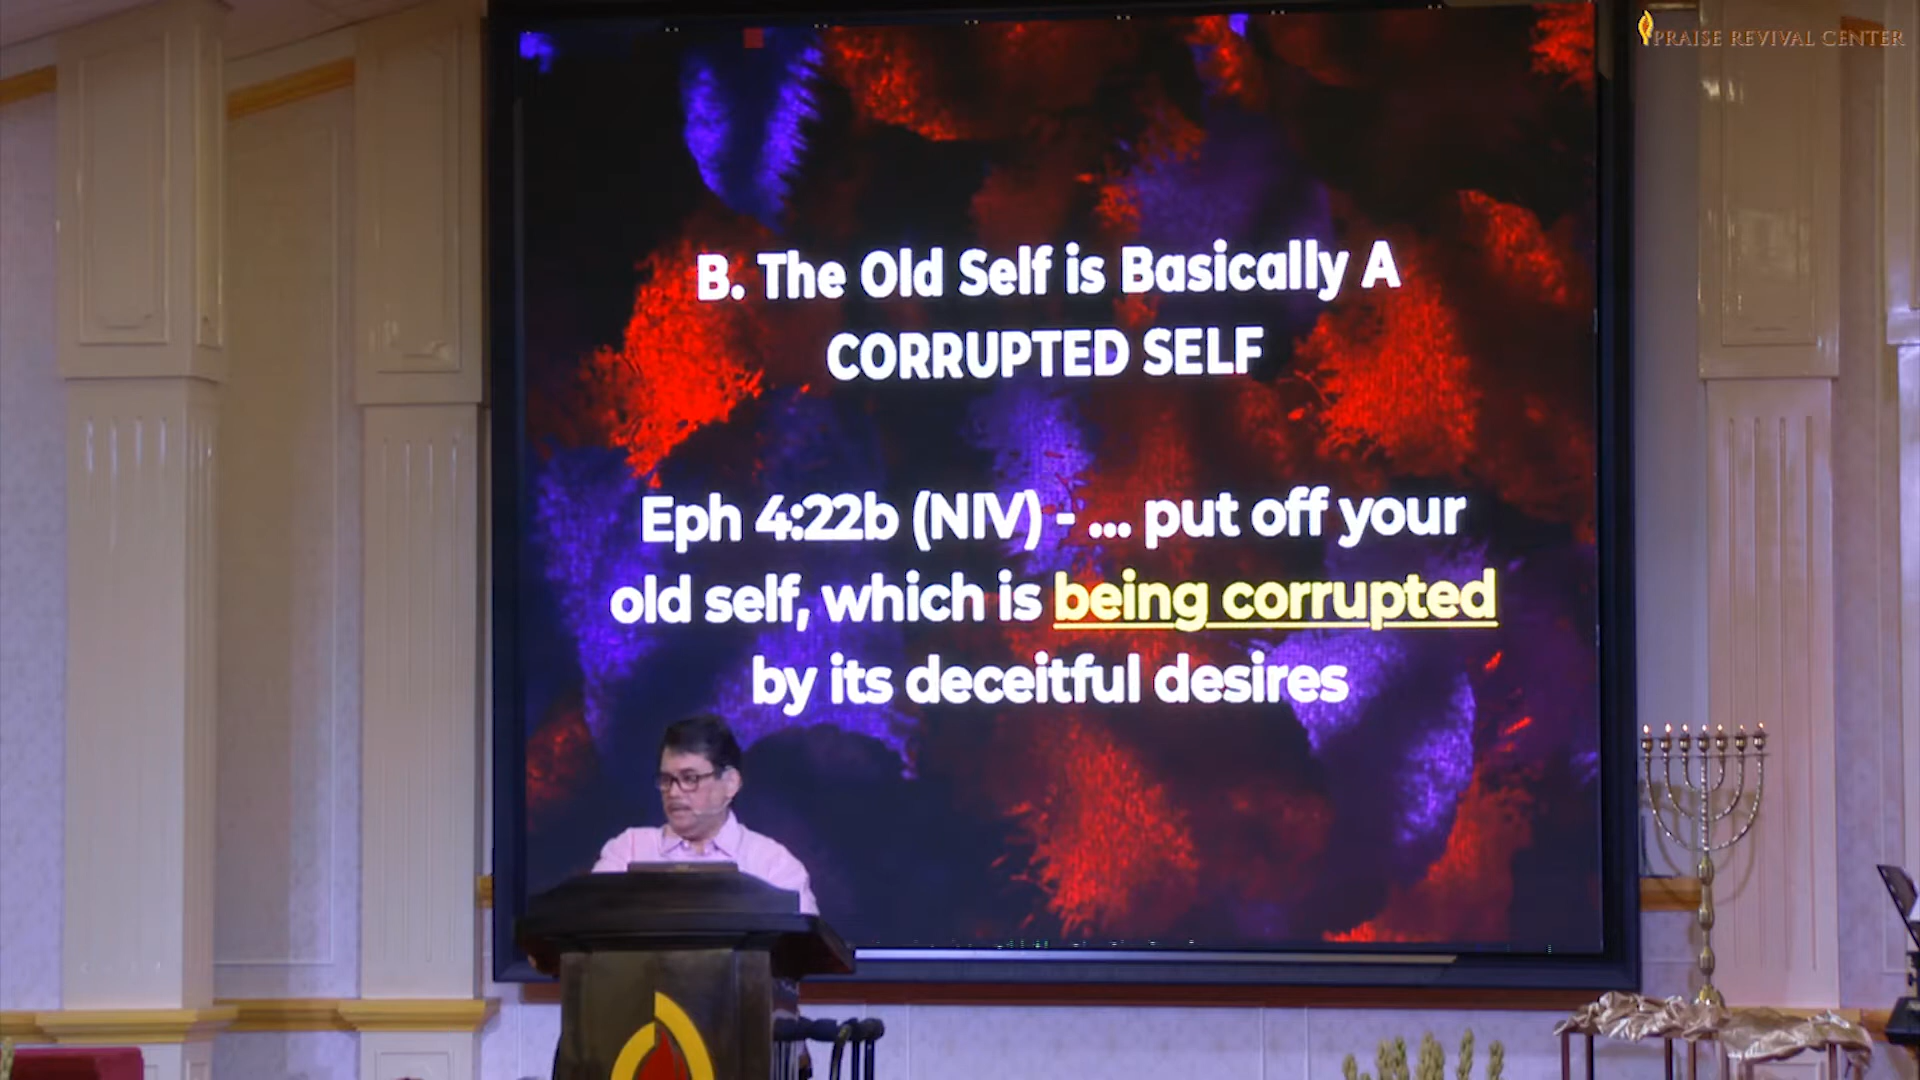 PRAISE REVIVAL CENTER
B. The Old Self is Basically A
CORRUPTED SELF
Eph 4:22b (NIV) - ... put off your
old self, which is being corrupted
by its deceitful desires